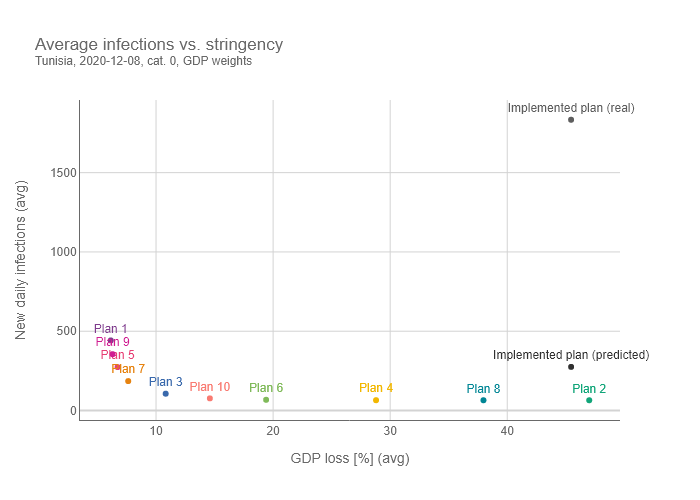 Average infections vs. stringency
Tunisia, 2020-12-08, cat. 0, GDP weights
Implemented plan (real)
1500
1000
New daily infections (avg)
500
Plan 1
Plan 9
Plan 5
Implemented plan (predicted)
Plan 7
Plan 3
Plan 10
Plan 6
Plan 4
Plan 8
Plan 2
0
10
20
30
40
GDP loss [%] (avg)